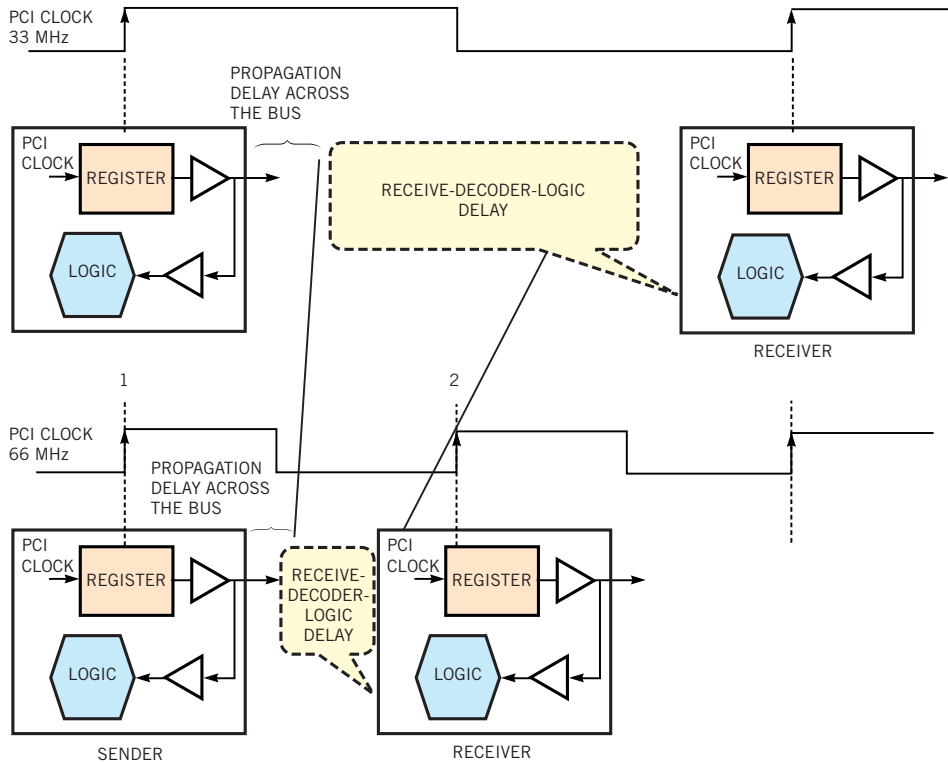 PCI CLOCK
33 MHz
PROPAGATION
DELAY ACROSS
THE BUS
PCI
CLOCK
REGISTER
LOGIC
RECEIVE-DECODER-LOGIC
DELAY
PCI
CLOCK
REGISTER
LOGIC
RECEIVER
1
2
PCI CLOCK
66 MHz
PROPAGATION
DELAY ACROSS
THE BUS
PCI
CLOCK
REGISTER
LOGIC
SENDER
RECEIVE-
DECODER-
LOGIC
DELAY
PCI
CLOCK
REGISTER
LOGIC
RECEIVER